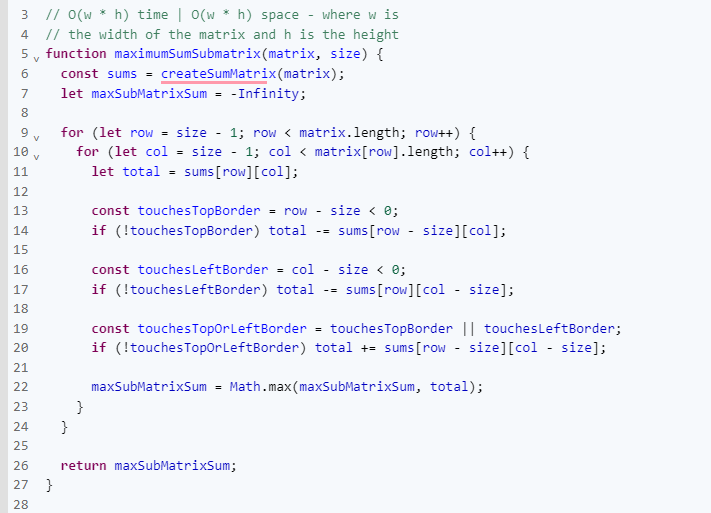 3 // O(w * h) time | O(w * h) space - where w is
4 // the width of the matrix and h is the height
5 function maximumSumSubmatrix(matrix, size) {
6   const sums = createSumMatrix(matrix);
7   let maxSubMatrixSum = -Infinity;
8
9   for (let row = size - 1; row < matrix.length; row++) {
10     for (let col = size - 1; col < matrix[row].length; col++) {
11       let total = sums[row][col];
12
13       const touchesTopBorder = row - size < 0;
14       if (!touchesTopBorder) total -= sums[row - size][col];
15
16       const touchesLeftBorder = col - size < 0;
17       if (!touchesLeftBorder) total -= sums[row][col - size];
18
19       const touchesTopOrLeftBorder = touchesTopBorder || touchesLeftBorder;
20       if (!touchesTopOrLeftBorder) total += sums[row - size][col - size];
21
22       maxSubMatrixSum = Math.max(maxSubMatrixSum, total);
23     }
24   }
25
26   return maxSubMatrixSum;
27 }
28